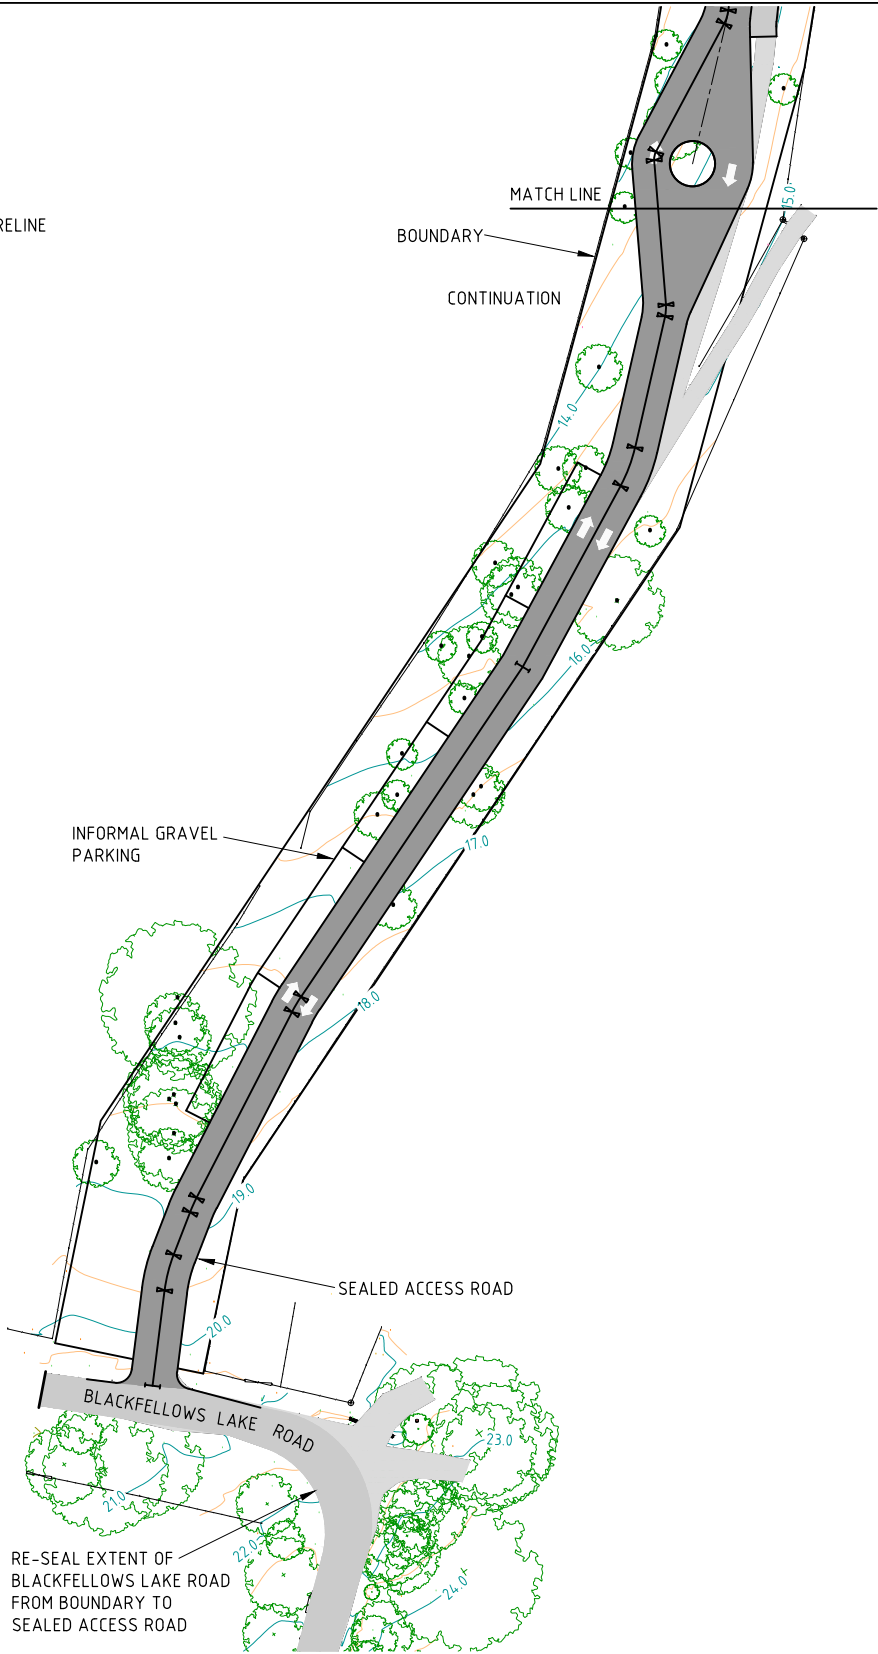 MATCH LINE
15.0
RELINE
BOUNDARY
CONTINUATION
14.0
16.0
INFORMAL GRAVEL
PARKING
17.0
18.0
19.0
SEALED ACCESS ROAD
20.0
BLACKFELLOWS LAKE ROAD
23.0
21.0
22.0
RE-SEAL EXTENT OF
BLACKFELLOWS LAKE ROAD
FROM BOUNDARY TO
SEALED ACCESS ROAD
24.0